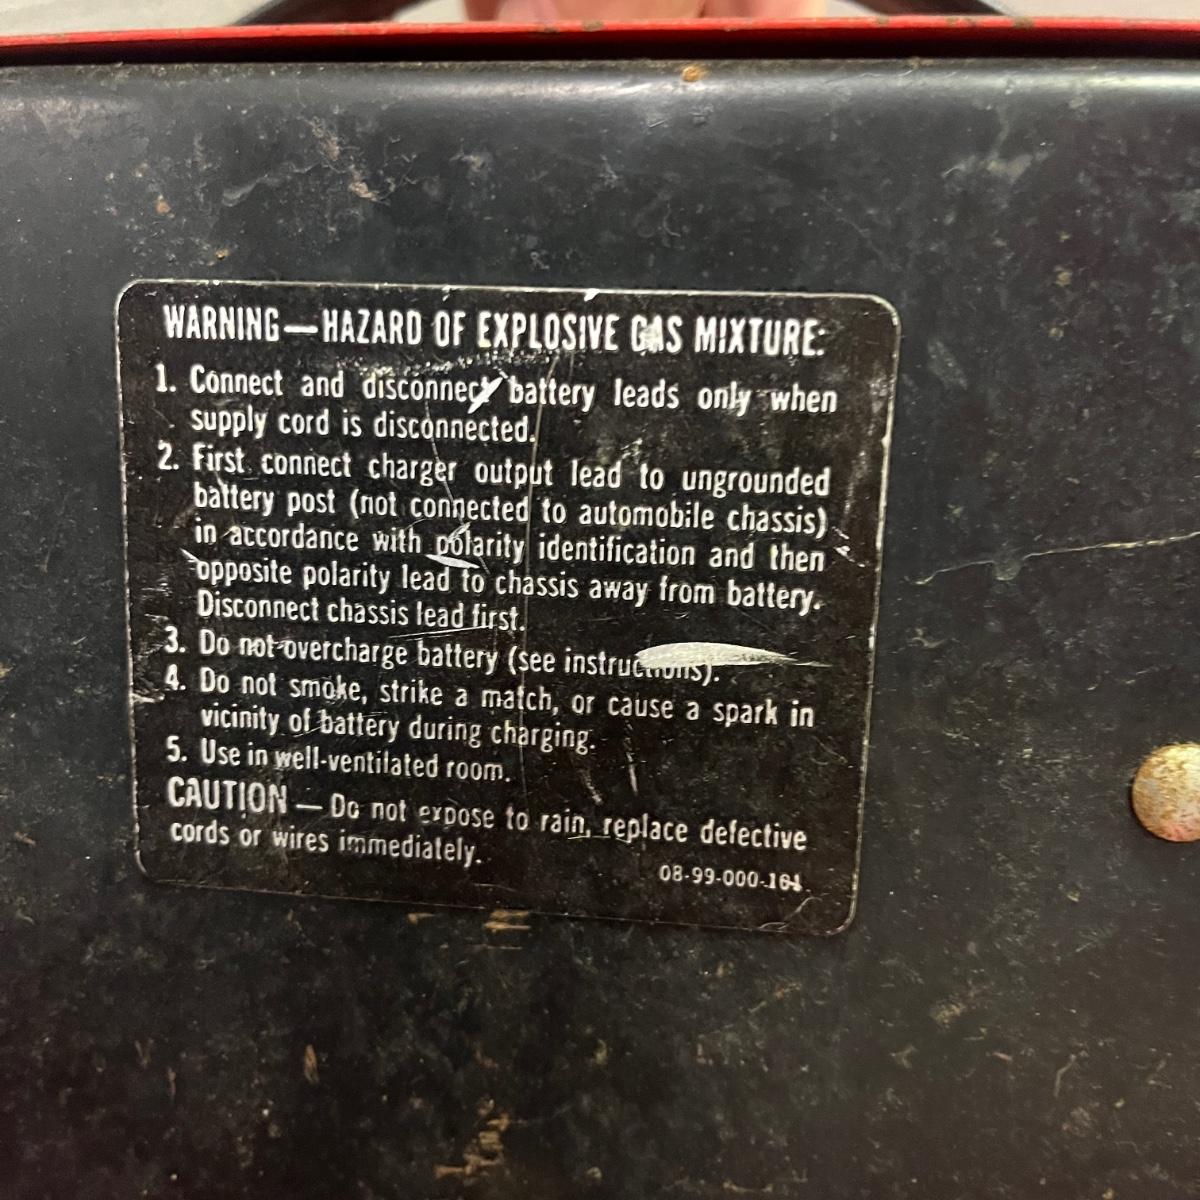 WARNING—HAZARD OF EXPLOSIVE GAS MIXTURE:
1. Connect and disconnect battery leads only when
supply cord is disconnected.
2. First connect charger output lead to ungrounded
battery post (not connected to automobile chassis)
in accordance with polarity identification and then
opposite polarity lead to chassis away from battery.
Disconnect chassis lead first.
3. Do not overcharge battery (see instructions).
4. Do not smoke, strike a match, or cause a spark in
vicinity of battery during charging.
5. Use in well-ventilated room.
CAUTION — Do not expose to rain, replace defective
cords or wires immediately.
08-99-000-164